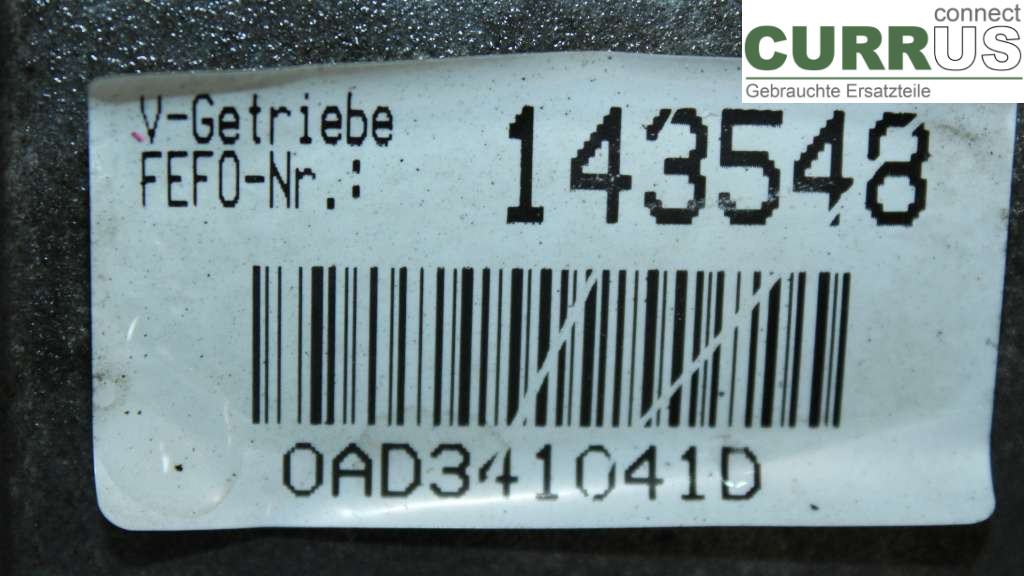 connect
CURRUS
Gebrauchte Ersatzteile
V-Getriebe
FEFO-Nr.: 143548
0AD341041D